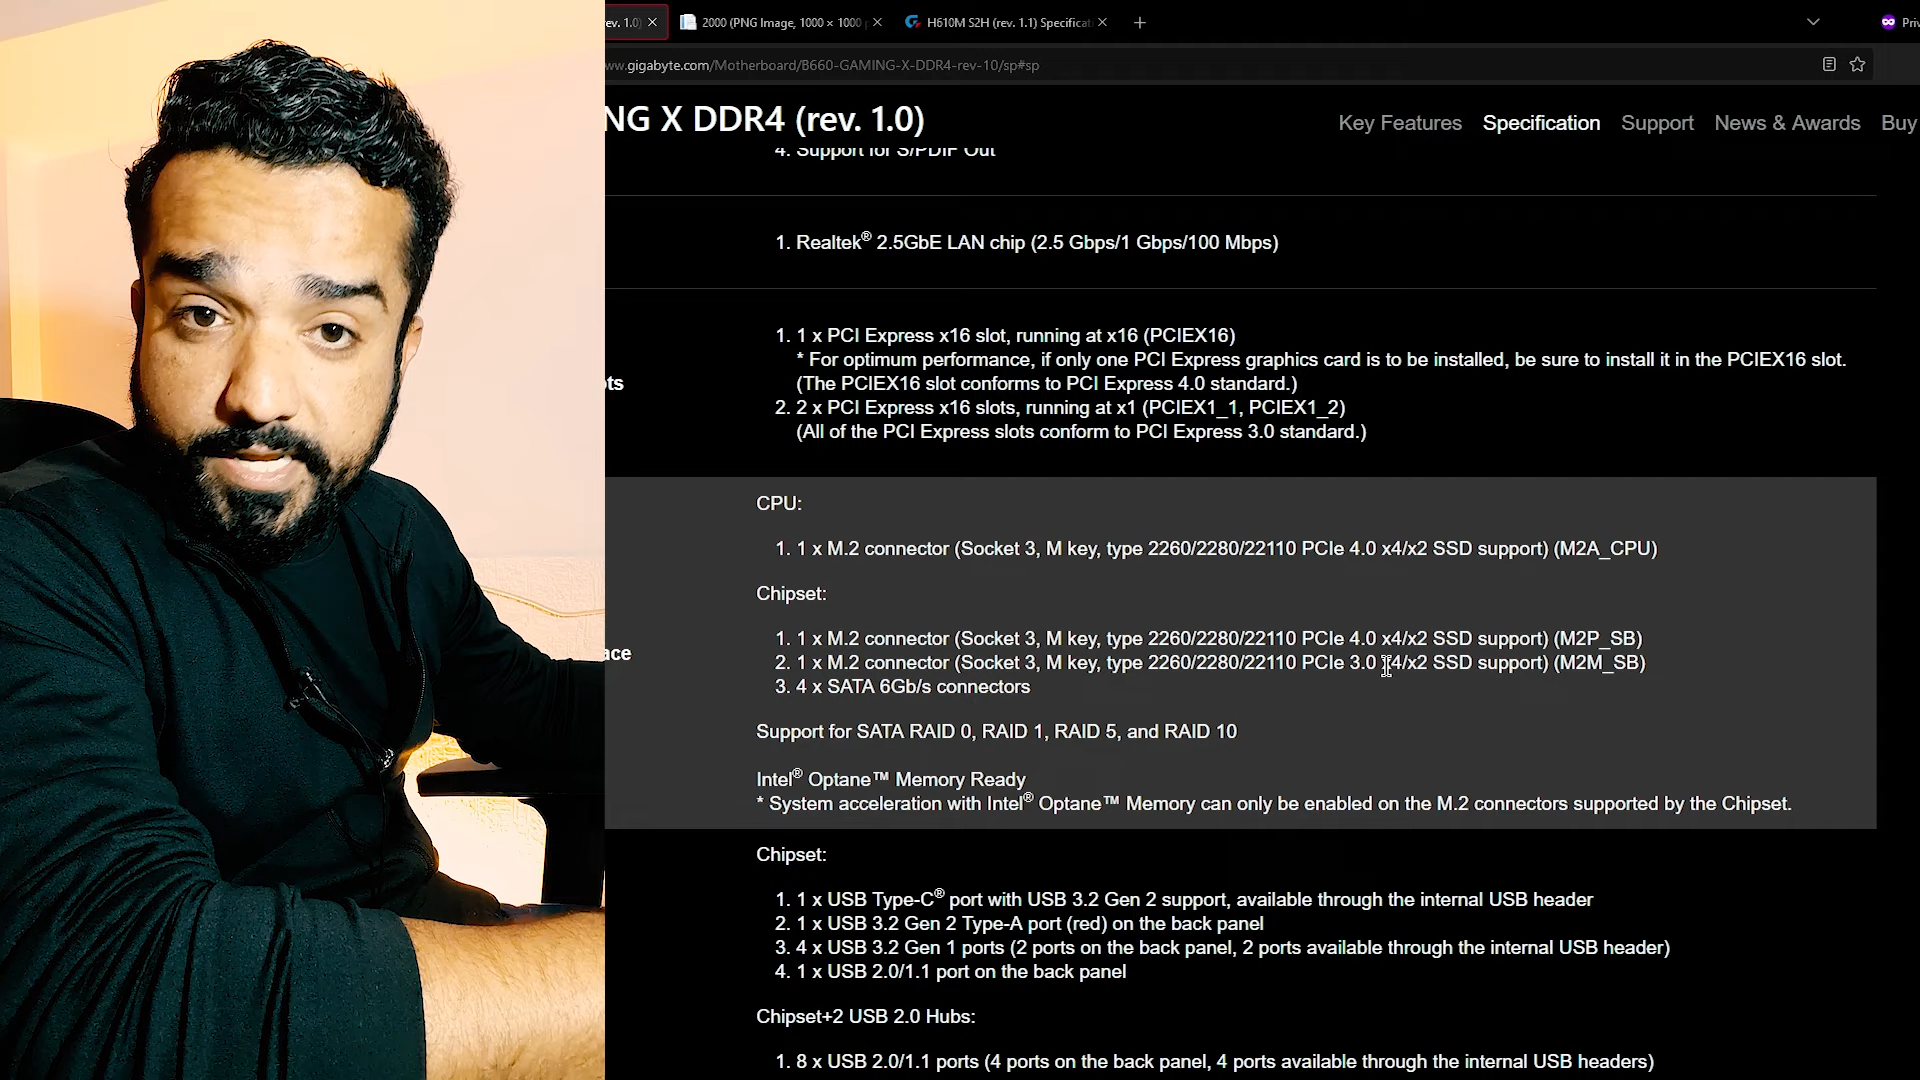 ev. 1.0)
2000 (PNG Image, 1000 × 1000
H610M S2H (rev. 1.1) Specificat
Priv
ww.gigabyte.com/Motherboard/B660-GAMING-X-DDR4-rev-10/sp#sp
NG X DDR4 (rev. 1.0)
Key Features
Specification
Support
News & Awards
Buy
4. Support for S/PDIF Out
1. Realtek® 2.5GbE LAN chip (2.5 Gbps/1 Gbps/100 Mbps)
ts
1. 1 x PCI Express x16 slot, running at x16 (PCIEX16)
* For optimum performance, if only one PCI Express graphics card is to be installed, be sure to install it in the PCIEX16 slot.
(The PCIEX16 slot conforms to PCI Express 4.0 standard.)
2. 2 x PCI Express x16 slots, running at x1 (PCIEX1_1, PCIEX1_2)
(All of the PCI Express slots conform to PCI Express 3.0 standard.)
ace
CPU:
1. 1 x M.2 connector (Socket 3, M key, type 2260/2280/22110 PCIe 4.0 x4/x2 SSD support) (M2A_CPU)
Chipset:
1. 1 x M.2 connector (Socket 3, M key, type 2260/2280/22110 PCIe 4.0 x4/x2 SSD support) (M2P_SB)
2. 1 x M.2 connector (Socket 3, M key, type 2260/2280/22110 PCIe 3.0 x4/x2 SSD support) (M2M_SB)
3. 4 x SATA 6Gb/s connectors
Support for SATA RAID 0, RAID 1, RAID 5, and RAID 10
Intel® Optane™ Memory Ready
* System acceleration with Intel® Optane™ Memory can only be enabled on the M.2 connectors supported by the Chipset.
Chipset:
1. 1 x USB Type-C® port with USB 3.2 Gen 2 support, available through the internal USB header
2. 1 x USB 3.2 Gen 2 Type-A port (red) on the back panel
3. 4 x USB 3.2 Gen 1 ports (2 ports on the back panel, 2 ports available through the internal USB header)
4. 1 x USB 2.0/1.1 port on the back panel
Chipset+2 USB 2.0 Hubs:
1. 8 x USB 2.0/1.1 ports (4 ports on the back panel, 4 ports available through the internal USB headers)